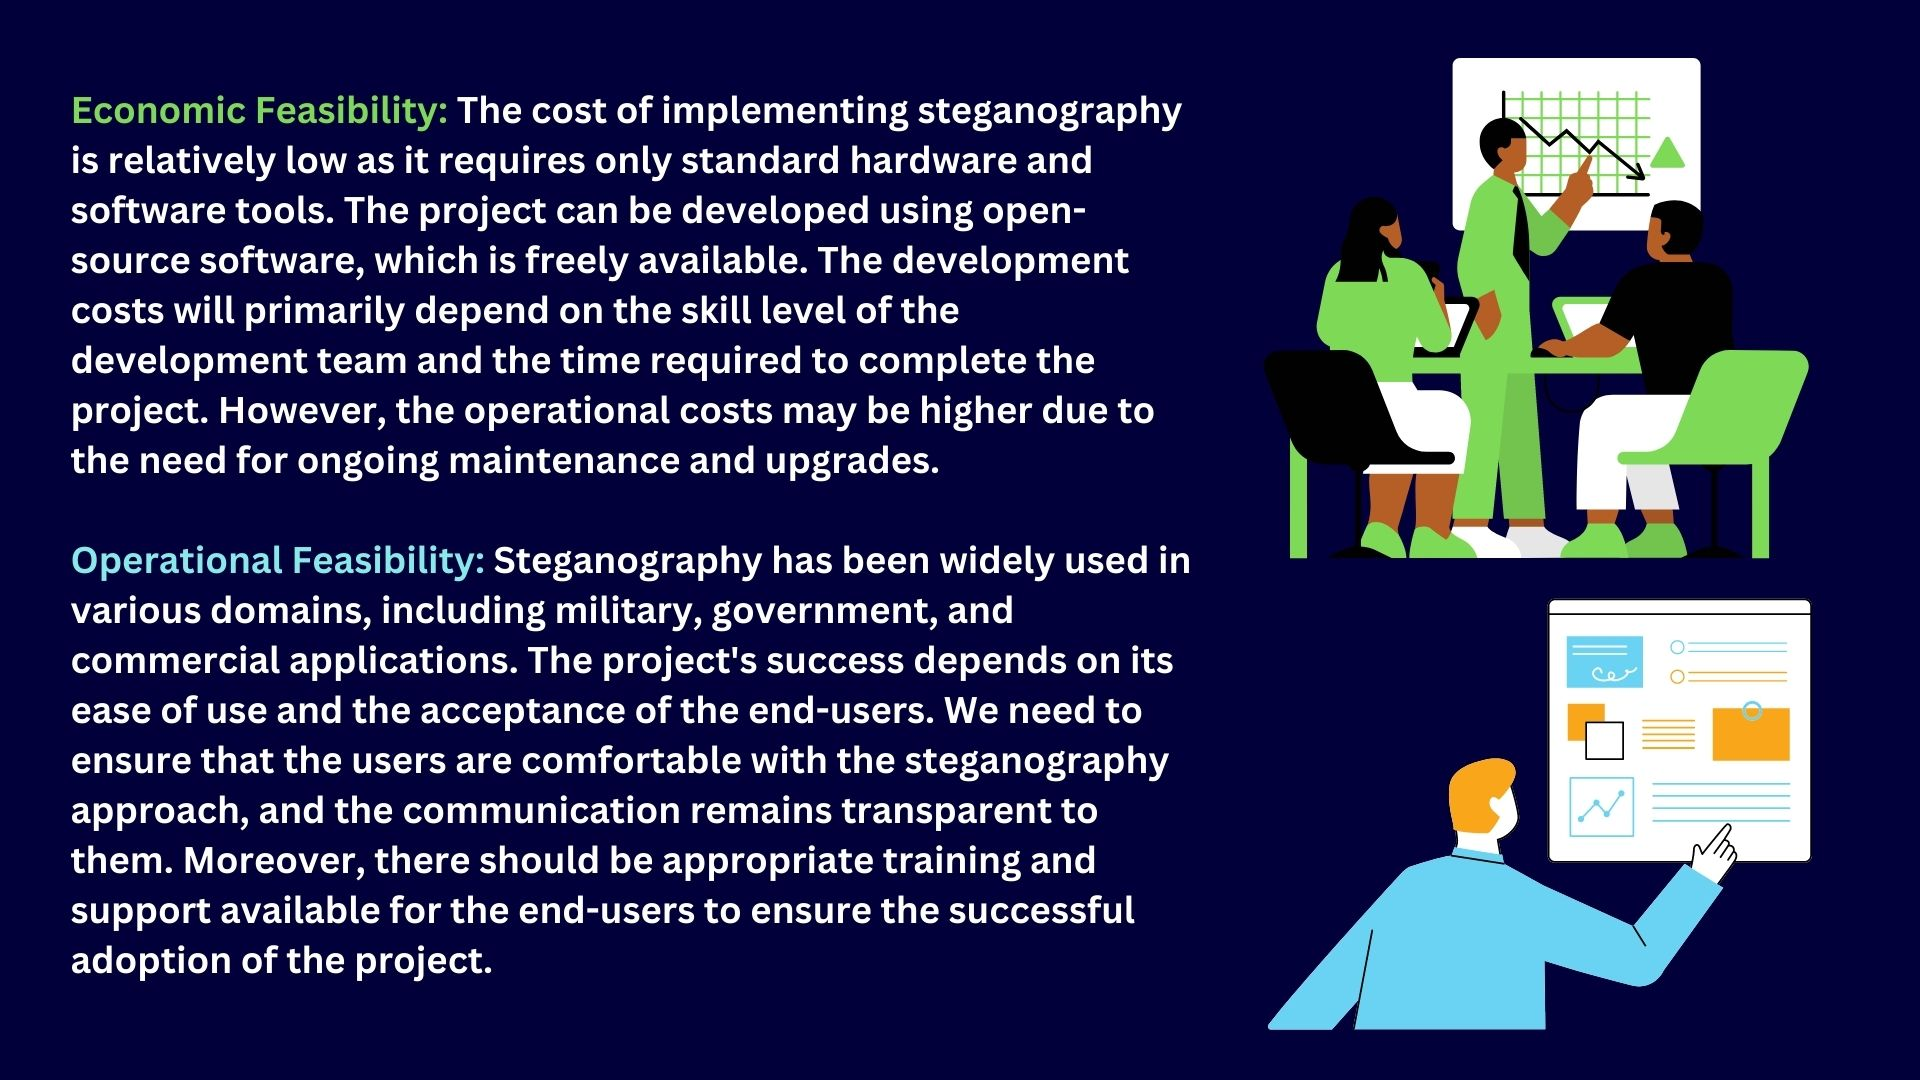 Economic Feasibility: The cost of implementing steganography
is relatively low as it requires only standard hardware and
software tools. The project can be developed using open-
source software, which is freely available. The development
costs will primarily depend on the skill level of the
development team and the time required to complete the
project. However, the operational costs may be higher due to
the need for ongoing maintenance and upgrades.
Operational Feasibility: Steganography has been widely used in
various domains, including military, government, and
commercial applications. The project's success depends on its
ease of use and the acceptance of the end-users. We need to
ensure that the users are comfortable with the steganography
approach, and the communication remains transparent to
them. Moreover, there should be appropriate training and
support available for the end-users to ensure the successful
adoption of the project.